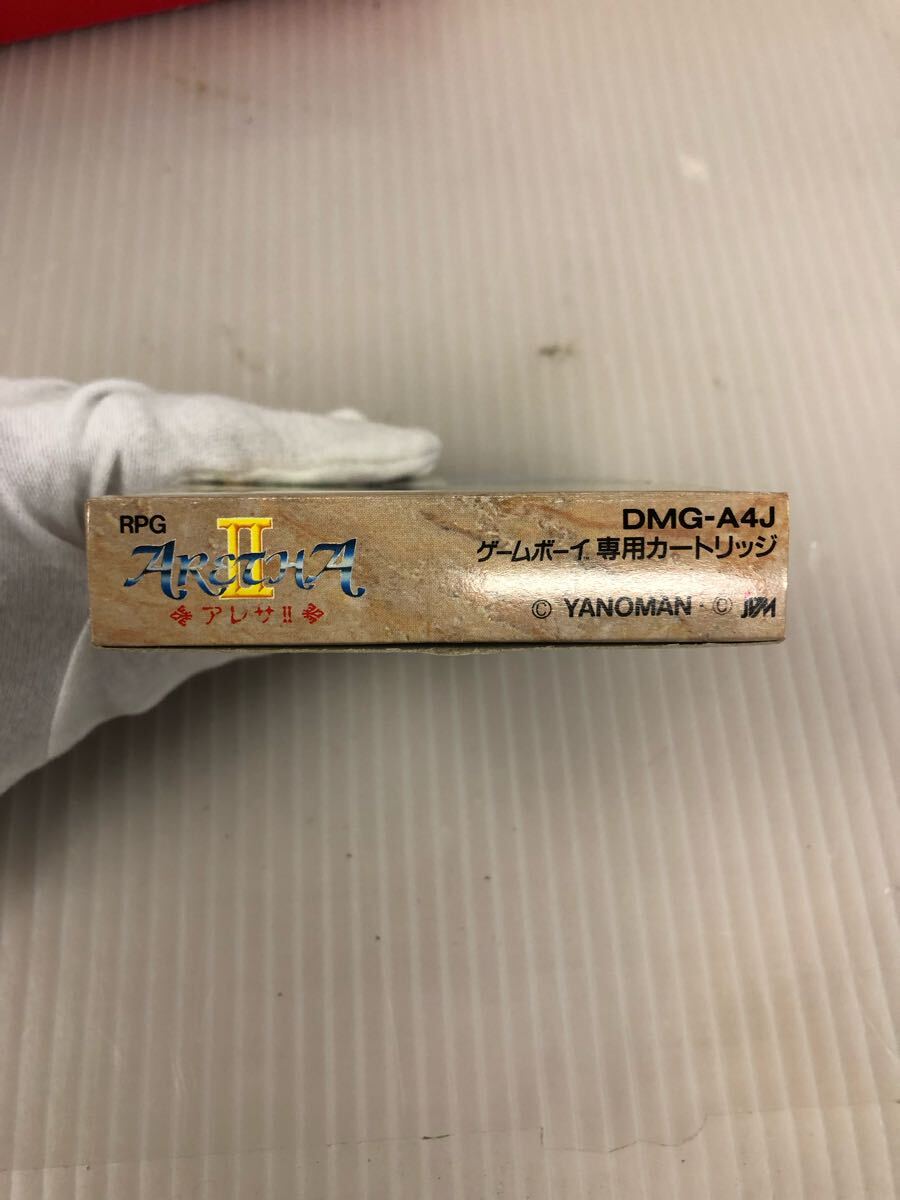 RPG
ARETHA II
アレサII
DMG-A4J
ゲームボーイ専用カートリッジ
© YANOMAN · ©